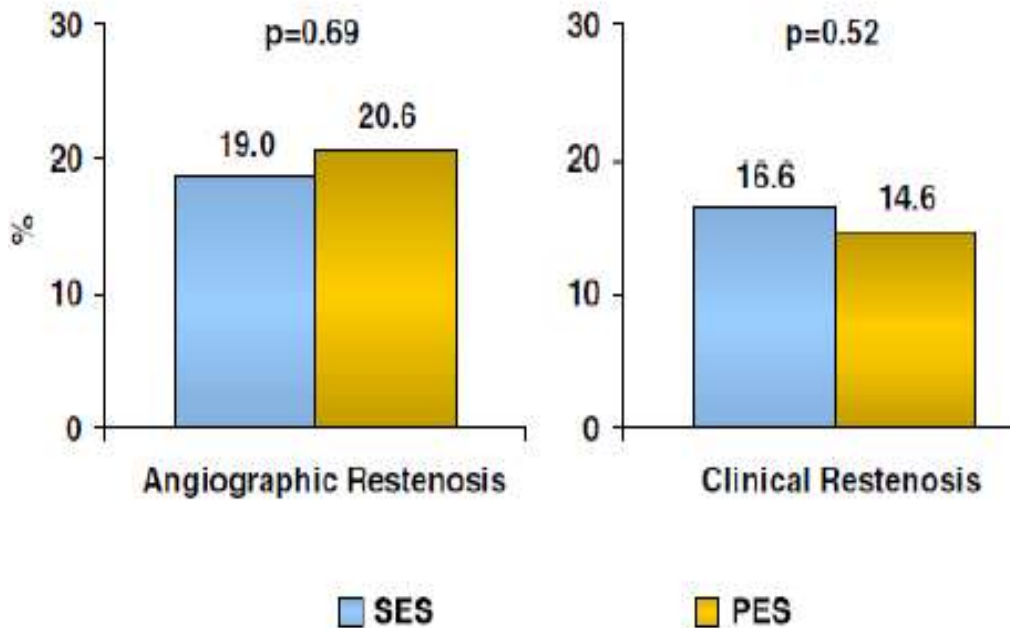 30
p=0.69
20.6
19.0
20
%
10
0
Angiographic Restenosis
30
p=0.52
20
16.6
14.6
10
0
Clinical Restenosis
SES
PES